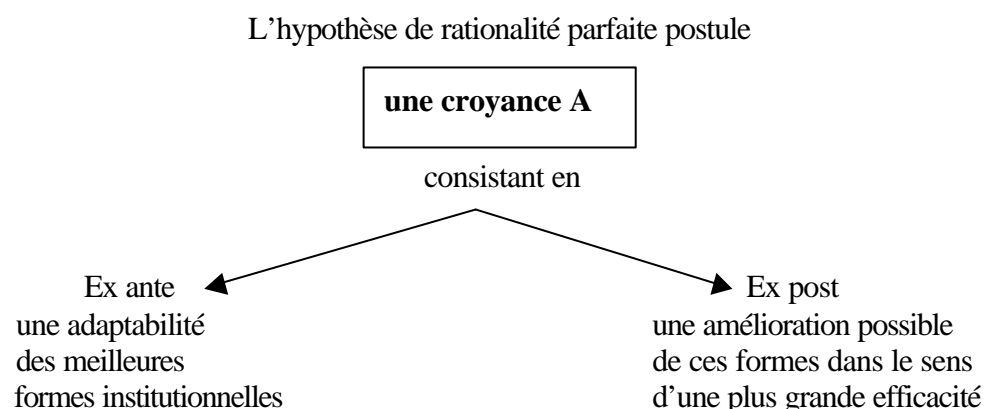 L'hypothèse de rationalité parfaite postule
une croyance A
consistant en
Ex ante
une adaptabilité
des meilleures
formes institutionnelles
Ex post
une amélioration possible
de ces formes dans le sens
d'une plus grande efficacité